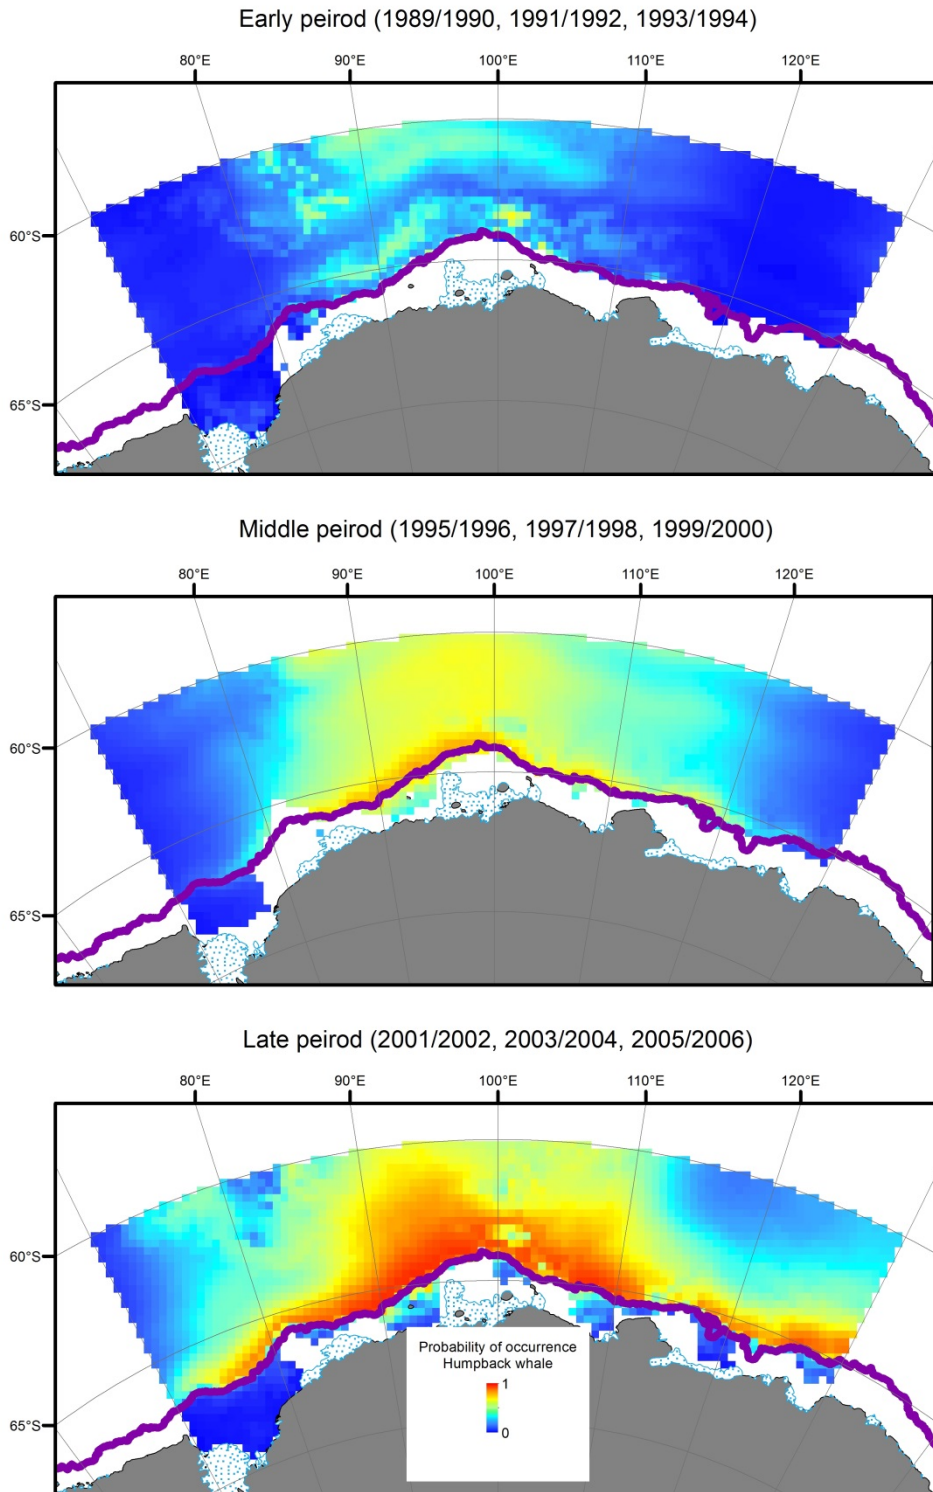 Early peirod (1989/1990, 1991/1992, 1993/1994)
80°E 90°E 100°E 110°E 120°E
60°S
65°S
Middle peirod (1995/1996, 1997/1998, 1999/2000)
80°E 90°E 100°E 110°E 120°E
60°S
65°S
Late peirod (2001/2002, 2003/2004, 2005/2006)
80°E 90°E 100°E 110°E 120°E
60°S
65°S
Probability of occurrence
Humpback whale
1
0